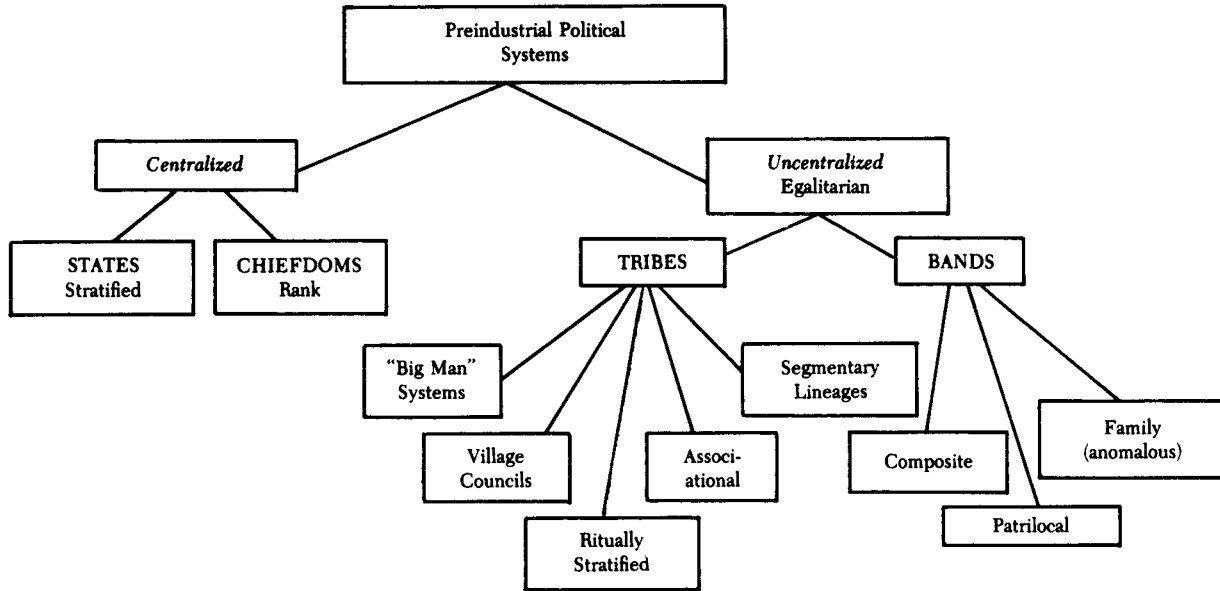 Preindustrial Political
Systems
Centralized
Uncentralized
Egalitarian
STATES
Stratified
CHIEFDOMS
Rank
TRIBES
BANDS
“Big Man”
Systems
Segmentary
Lineages
Village
Councils
Associ-
ational
Composite
Family
(anomalous)
Ritually
Stratified
Patrilocal